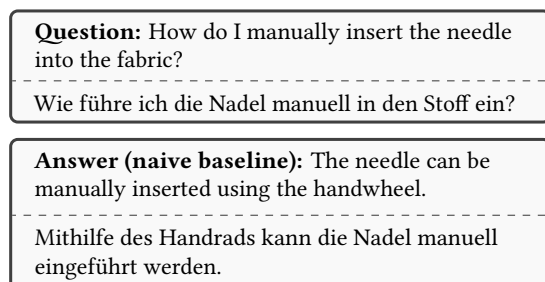 Question: How do I manually insert the needle
into the fabric?
Wie führe ich die Nadel manuell in den Stoff ein?
Answer (naive baseline): The needle can be
manually inserted using the handwheel.
Mithilfe des Handrads kann die Nadel manuell
eingeführt werden.